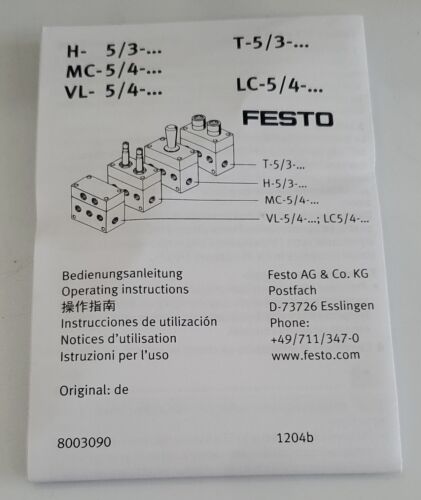 H- 5/3-... T-5/3-...
MC-5/4-...
VL- 5/4-... LC-5/4-...
FESTO
T-5/3-...
H-5/3-...
MC-5/4-...
VL-5/4-...; LC5/4-...
Bedienungsanleitung
Operating instructions
操作指南
Instrucciones de utilización
Notices d'utilisation
Istruzioni per l'uso
Festo AG & Co. KG
Postfach
D-73726 Esslingen
Phone:
+49/711/347-0
www.festo.com
Original: de
8003090 1204b